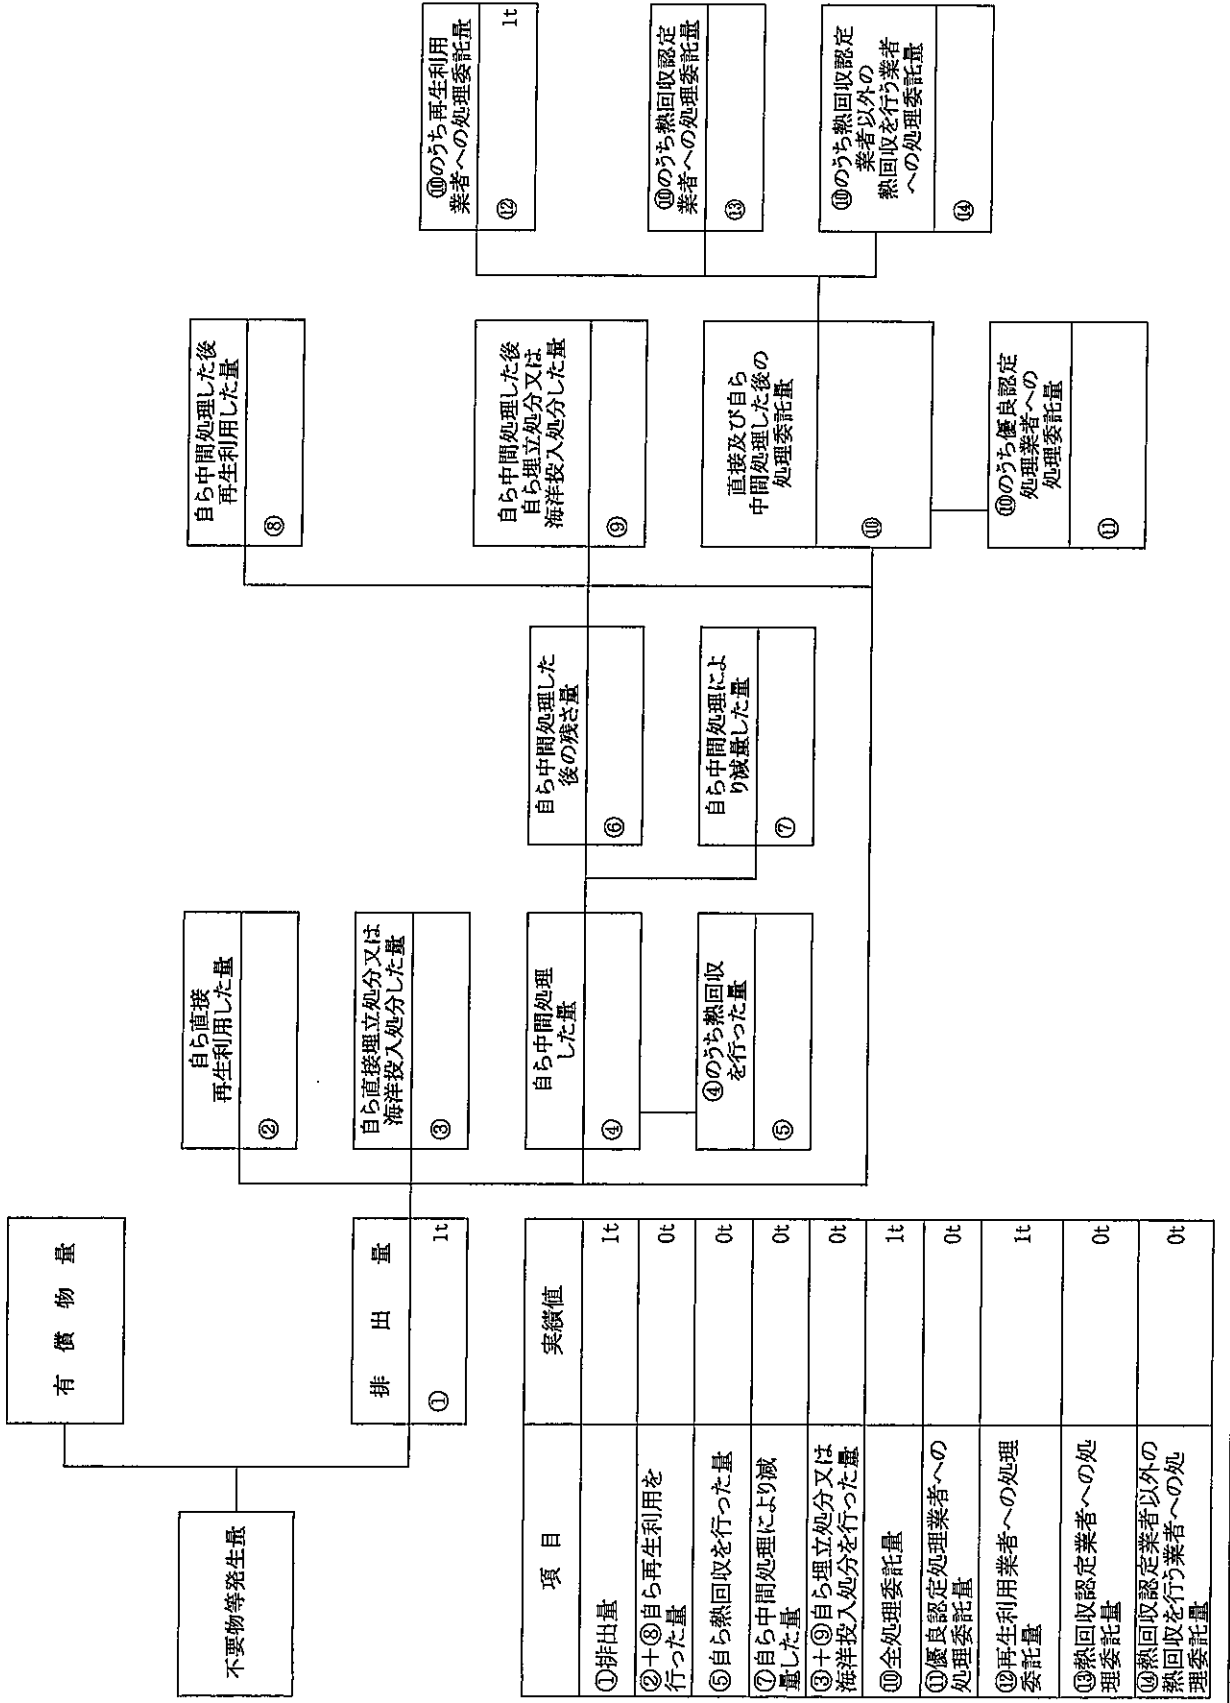 不要物等発生量
有償物量
排出量
① 1t
自ら直接
再生利用した量
②
自ら直接埋立処分又は
海洋投入処分した量
③
自ら中間処理
した量
④
④のうち熱回収
を行った量
⑤
自ら中間処理した
後の残さ量
⑥
自ら中間処理によ
り減量した量
⑦
自ら中間処理した後
再生利用した量
⑧
自ら中間処理した後
自ら埋立処分又は
海洋投入処分した量
⑨
直接及び自ら
中間処理した後の
処理委託量
⑩
⑩のうち優良認定
処理業者への
処理委託量
⑪
⑩のうち再生利用
業者への処理委託量
⑫ 1t
⑩のうち熱回収認定
業者への処理委託量
⑬
⑩のうち熱回収認定
業者以外の
熱回収を行う業者
への処理委託量
⑭
項目 実績値
①排出量 1t
②+⑧自ら再生利用を
行った量 0t
⑤自ら熱回収を行った量 0t
⑦自ら中間処理により減
量した量 0t
③+⑨自ら埋立処分又は
海洋投入処分を行った量 0t
⑩全処理委託量 1t
⑪優良認定処理業者への
処理委託量 0t
⑫再生利用業者への処理
委託量 1t
⑬熱回収認定業者への処
理委託量 0t
⑭熱回収認定業者以外の
熱回収を行う業者への処
理委託量 0t